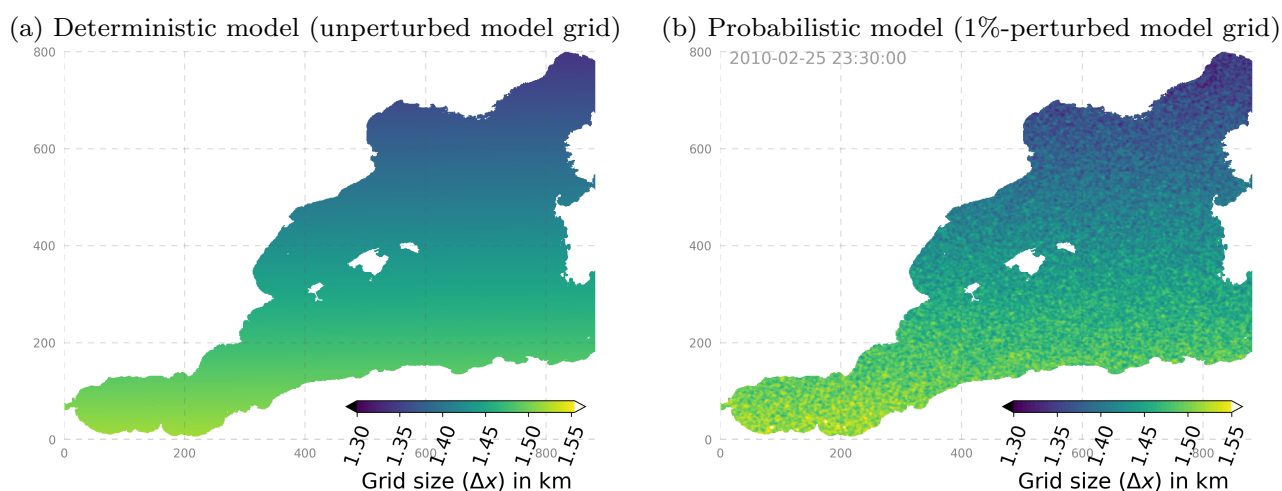 (a) Deterministic model (unperturbed model grid)
(b) Probabilistic model (1%-perturbed model grid)
2010-02-25 23:30:00
800
600
400
200
0
0 200 400 600 800
1.30 1.35 1.40 1.45 1.50 1.55
Grid size (Δx) in km
800
600
400
200
0
0 200 400 600 800
1.30 1.35 1.40 1.45 1.50 1.55
Grid size (Δx) in km